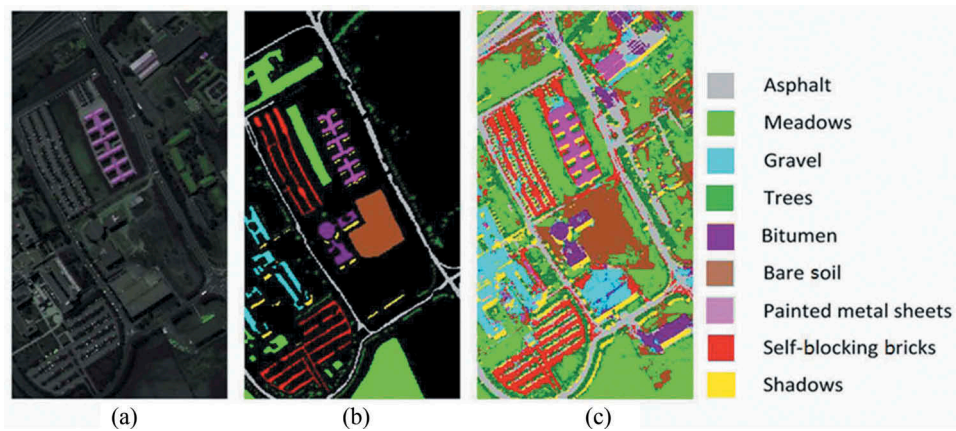 Asphalt
Meadows
Gravel
Trees
Bitumen
Bare soil
Painted metal sheets
Self-blocking bricks
Shadows
(a)
(b)
(c)